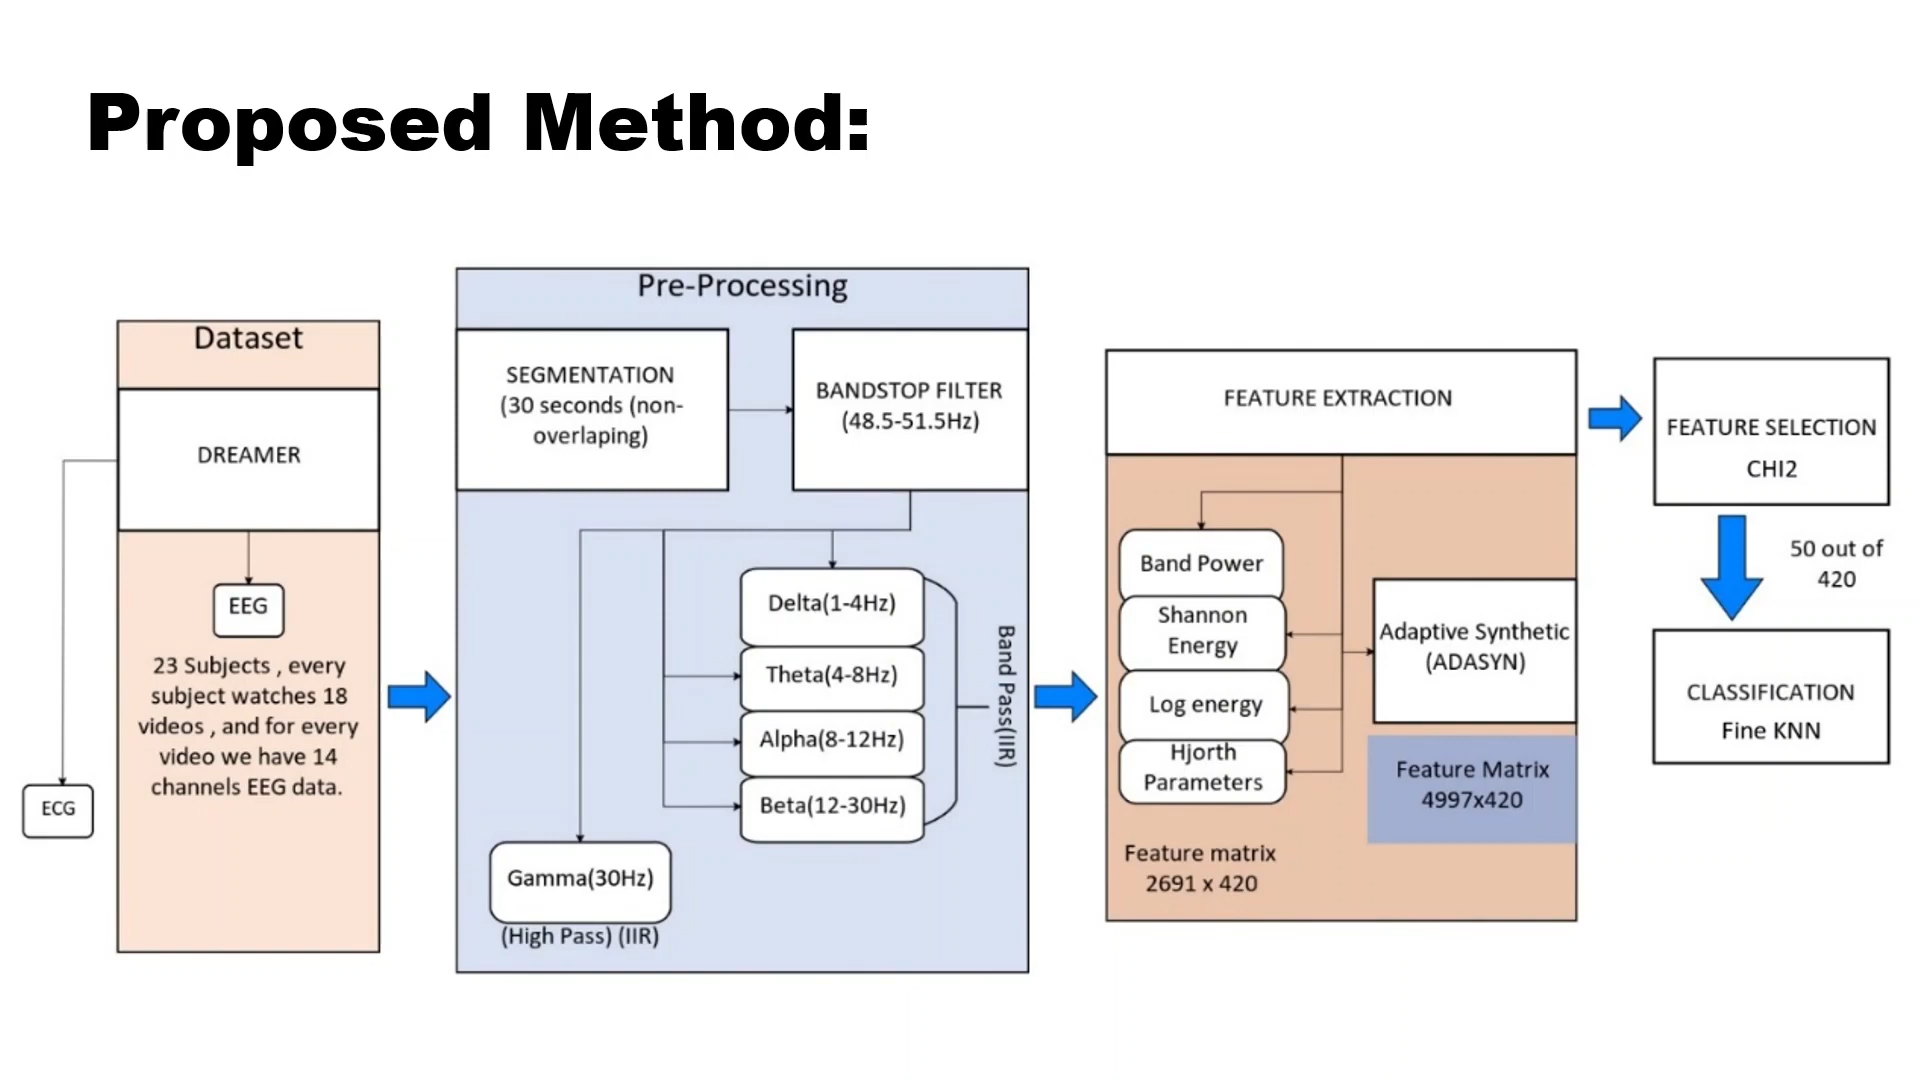 Proposed Method:
Dataset
DREAMER
EEG
23 Subjects , every
subject watches 18
videos , and for every
video we have 14
channels EEG data.
ECG
Pre-Processing
SEGMENTATION
(30 seconds (non-
overlaping)
BANDSTOP FILTER
(48.5-51.5Hz)
Delta(1-4Hz)
Theta(4-8Hz)
Alpha(8-12Hz)
Beta(12-30Hz)
Band Pass(IIR)
Gamma(30Hz)
(High Pass) (IIR)
FEATURE EXTRACTION
Band Power
Shannon
Energy
Log energy
Hjorth
Parameters
Feature matrix
2691 x 420
Adaptive Synthetic
(ADASYN)
Feature Matrix
4997x420
FEATURE SELECTION
CHI2
50 out of
420
CLASSIFICATION
Fine KNN